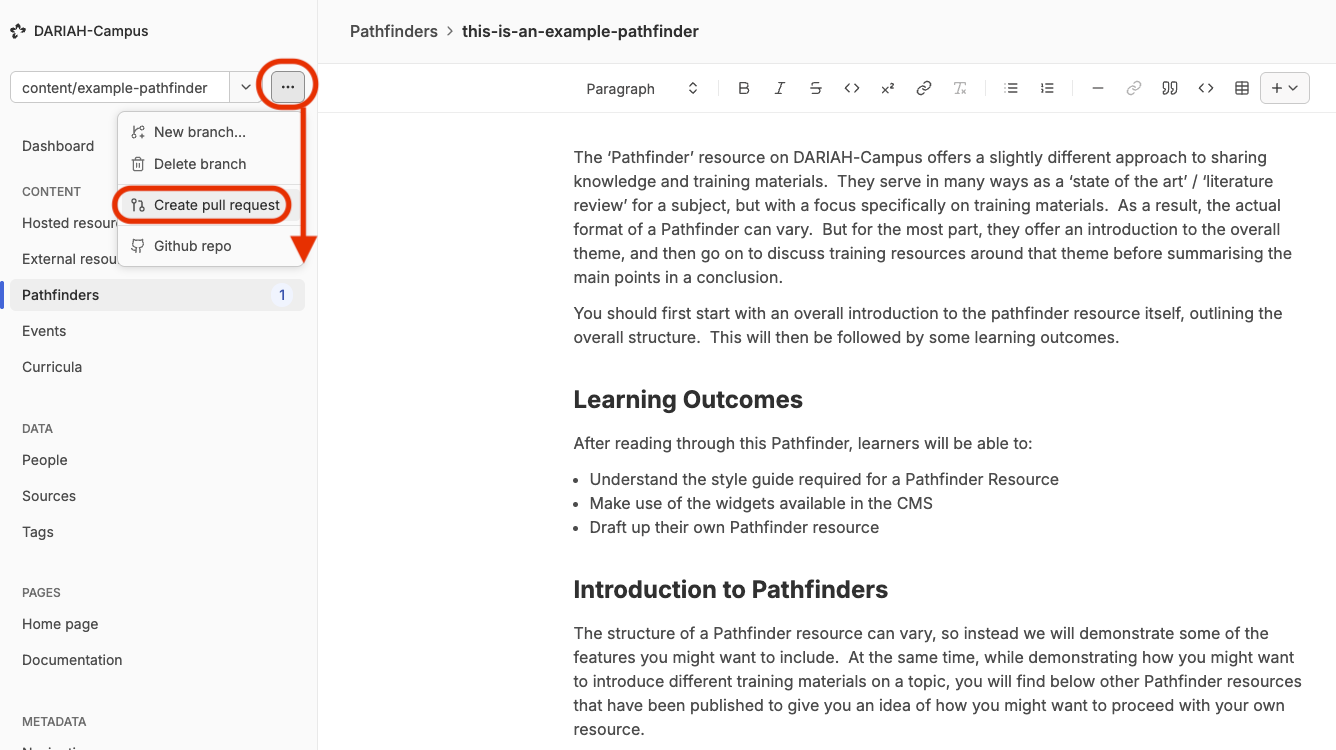 DARIAH-Campus
Pathfinders > this-is-an-example-pathfinder
content/example-pathfinder
Paragraph
New branch...
Delete branch
Create pull request
Github repo
Dashboard
CONTENT
Hosted resour
External resou
Pathfinders 1
Events
Curricula
DATA
People
Sources
Tags
PAGES
Home page
Documentation
METADATA
The ‘Pathfinder’ resource on DARIAH-Campus offers a slightly different approach to sharing
knowledge and training materials.  They serve in many ways as a ‘state of the art’ / ‘literature
review’ for a subject, but with a focus specifically on training materials.  As a result, the actual
format of a Pathfinder can vary.  But for the most part, they offer an introduction to the overall
theme, and then go on to discuss training resources around that theme before summarising the
main points in a conclusion.
You should first start with an overall introduction to the pathfinder resource itself, outlining the
overall structure.  This will then be followed by some learning outcomes.
Learning Outcomes
After reading through this Pathfinder, learners will be able to:
• Understand the style guide required for a Pathfinder Resource
• Make use of the widgets available in the CMS
• Draft up their own Pathfinder resource
Introduction to Pathfinders
The structure of a Pathfinder resource can vary, so instead we will demonstrate some of the
features you might want to include.  At the same time, while demonstrating how you might want
to introduce different training materials on a topic, you will find below other Pathfinder resources
that have been published to give you an idea of how you might want to proceed with your own
resource.